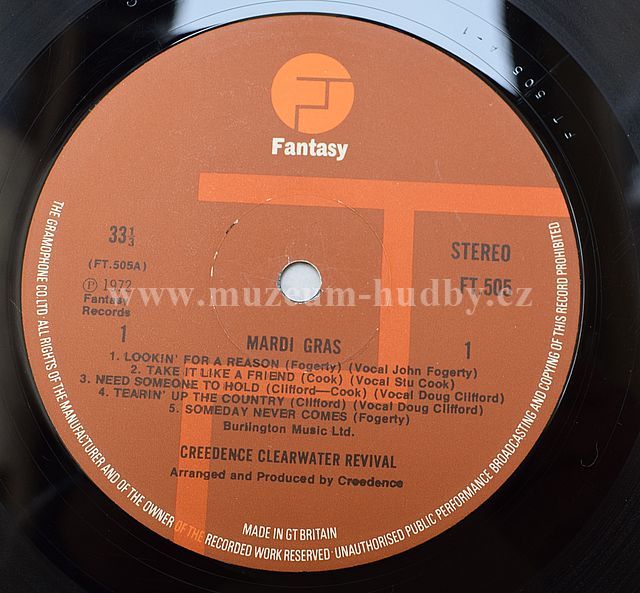 Fantasy
33⅓
STEREO
(FT.505A)
FT.505
Ⓟ 1972
Fantasy
Records
www.muzeum-hudby.cz
1
MARDI GRAS
1
1. LOOKIN' FOR A REASON (Fogerty) (Vocal John Fogerty)
2. TAKE IT LIKE A FRIEND (Cook) (Vocal Stu Cook)
3. NEED SOMEONE TO HOLD (Clifford—Cook) (Vocal Doug Clifford)
4. TEARIN' UP THE COUNTRY (Clifford) (Vocal Doug Clifford)
5. SOMEDAY NEVER COMES (Fogerty)
Burlington Music Ltd.
CREEDENCE CLEARWATER REVIVAL
Arranged and Produced by Creedence
MADE IN GT BRITAIN
THE GRAMOPHONE CO. LTD. ALL RIGHTS OF THE MANUFACTURER AND OF THE OWNER OF THE RECORDED WORK RESERVED · UNAUTHORISED PUBLIC PERFORMANCE BROADCASTING AND COPYING OF THIS RECORD PROHIBITED